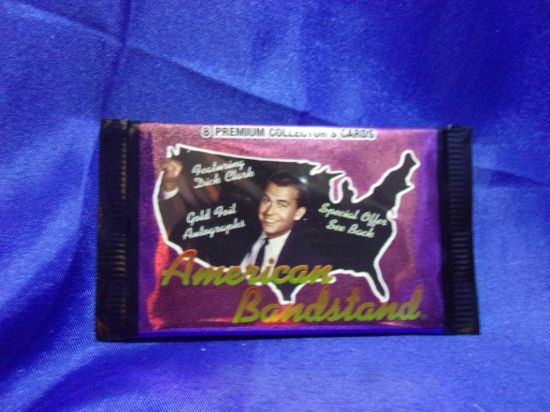 8 PREMIUM COLLECTOR'S CARDS
Featuring
Dick Clark
Gold Foil
Autographs
Special Offer
See Back
American
Bandstand